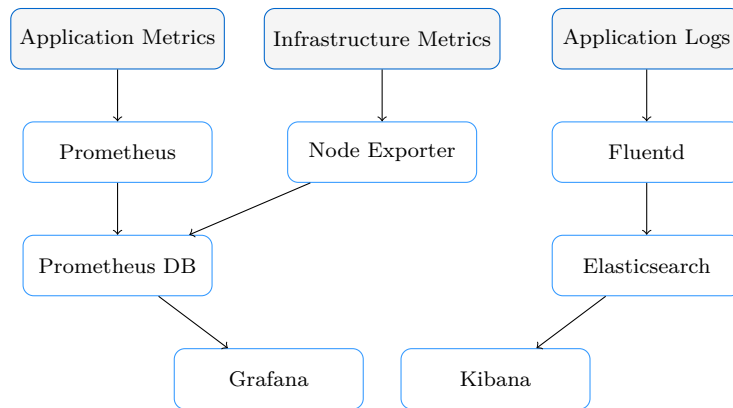 Application Metrics
Infrastructure Metrics
Application Logs
Prometheus
Node Exporter
Fluentd
Prometheus DB
Elasticsearch
Grafana
Kibana